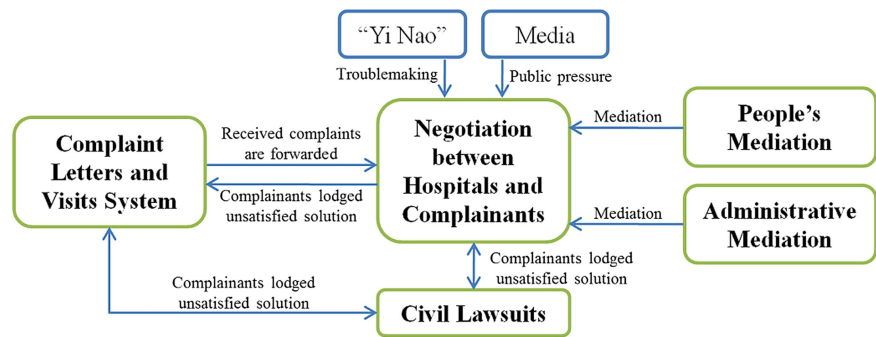 “Yi Nao”
Media
Troublemaking
Public pressure
Complaint
Letters and
Visits System
Received complaints
are forwarded
Complainants lodged
unsatisfied solution
Negotiation
between
Hospitals and
Complainants
Mediation
People’s
Mediation
Mediation
Administrative
Mediation
Complainants lodged
unsatisfied solution
Complainants lodged
unsatisfied solution
Civil Lawsuits